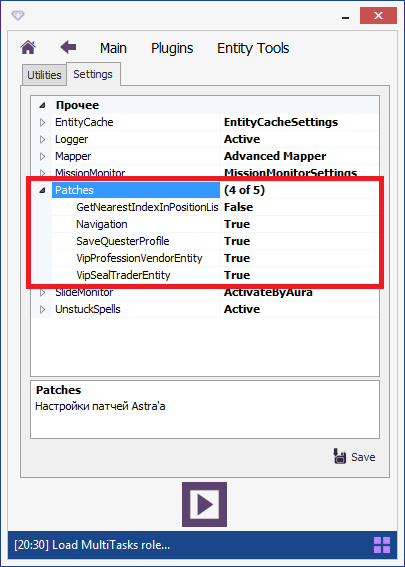 Main Plugins Entity Tools
Utilities Settings
Прочее
EntityCache EntityCacheSettings
Logger Active
Mapper Advanced Mapper
MissionMonitor MissionMonitorSettings
Patches (4 of 5)
GetNearestIndexInPositionLis False
Navigation True
SaveQuesterProfile True
VipProfessionVendorEntity True
VipSealTraderEntity True
SlideMonitor ActivateByAura
UnstuckSpells Active
Patches
Настройки патчей Astral'a
Save
[20:30] Load MultiTasks role...